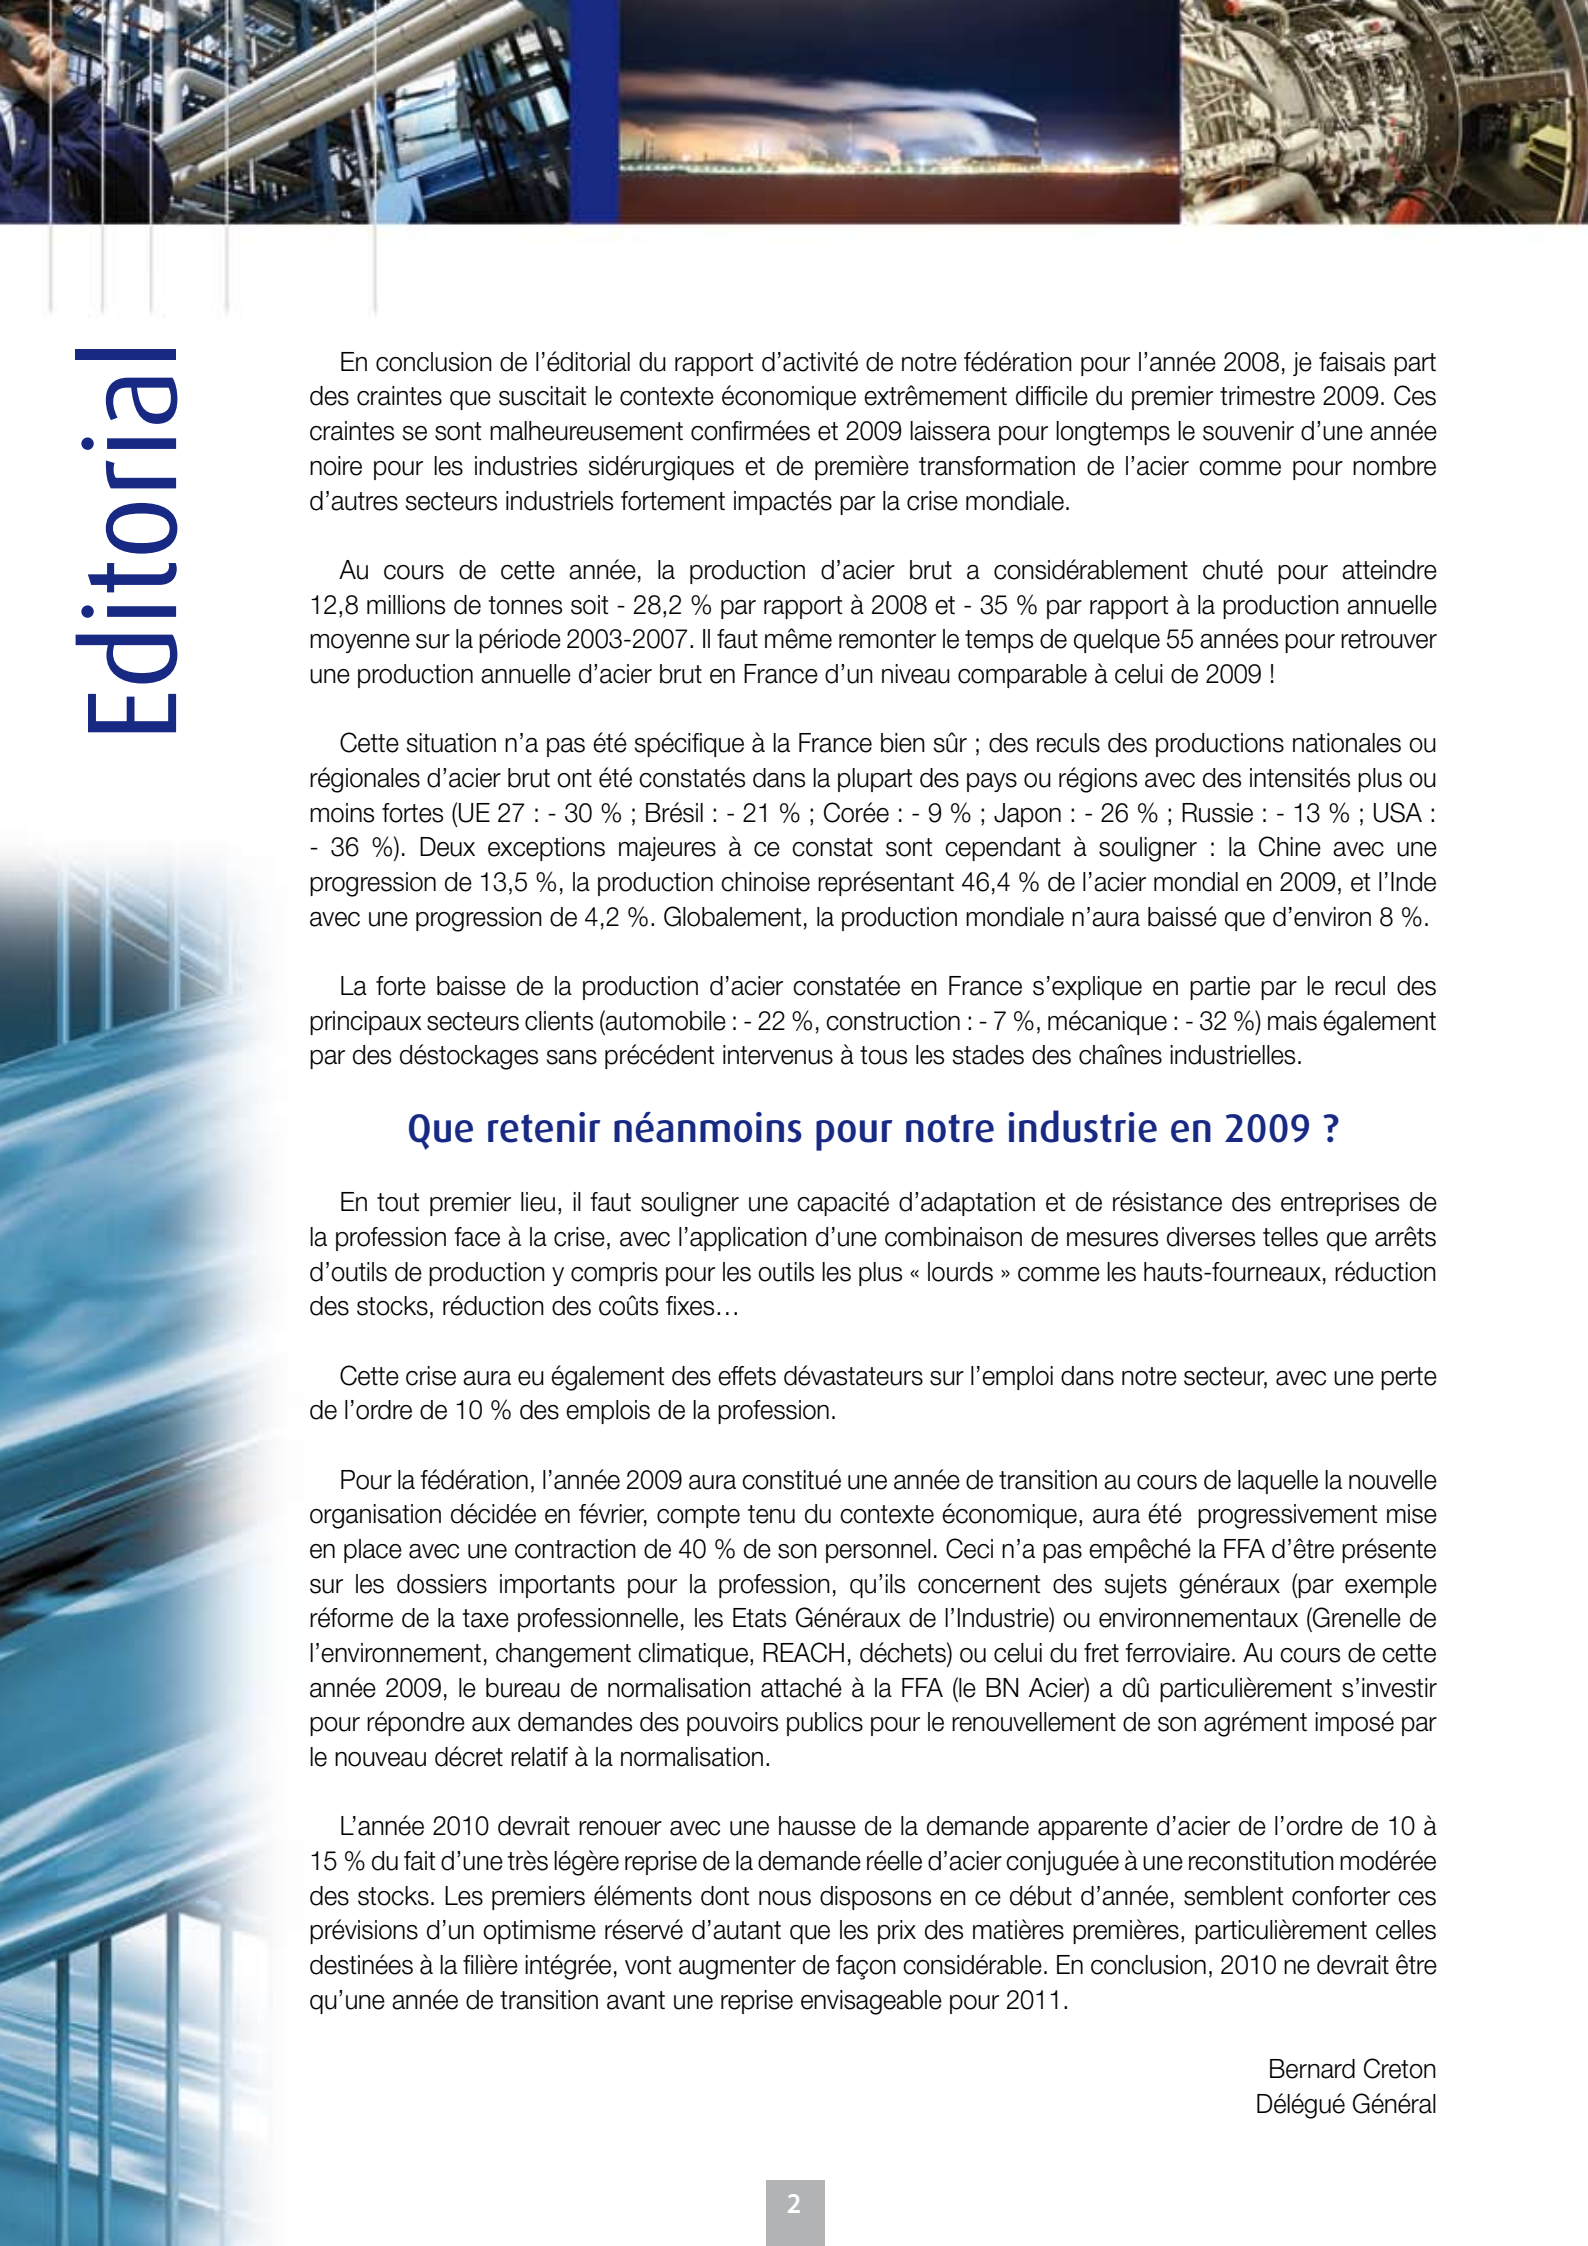 Editorial
En conclusion de l’éditorial du rapport d’activité de notre fédération pour l’année 2008, je faisais part
des craintes que suscitait le contexte économique extrêmement difficile du premier trimestre 2009. Ces
craintes se sont malheureusement confirmées et 2009 laissera pour longtemps le souvenir d’une année
noire pour les industries sidérurgiques et de première transformation de l’acier comme pour nombre
d’autres secteurs industriels fortement impactés par la crise mondiale.
Au cours de cette année, la production d’acier brut a considérablement chuté pour atteindre
12,8 millions de tonnes soit - 28,2 % par rapport à 2008 et - 35 % par rapport à la production annuelle
moyenne sur la période 2003-2007. Il faut même remonter le temps de quelque 55 années pour retrouver
une production annuelle d’acier brut en France d’un niveau comparable à celui de 2009 !
Cette situation n’a pas été spécifique à la France bien sûr ; des reculs des productions nationales ou
régionales d’acier brut ont été constatés dans la plupart des pays ou régions avec des intensités plus ou
moins fortes (UE 27 : - 30 % ; Brésil : - 21 % ; Corée : - 9 % ; Japon : - 26 % ; Russie : - 13 % ; USA :
- 36 %). Deux exceptions majeures à ce constat sont cependant à souligner : la Chine avec une
progression de 13,5 %, la production chinoise représentant 46,4 % de l’acier mondial en 2009, et l’Inde
avec une progression de 4,2 %. Globalement, la production mondiale n’aura baissé que d’environ 8 %.
La forte baisse de la production d’acier constatée en France s’explique en partie par le recul des
principaux secteurs clients (automobile : - 22 %, construction : - 7 %, mécanique : - 32 %) mais également
par des déstockages sans précédent intervenus à tous les stades des chaînes industrielles.
Que retenir néanmoins pour notre industrie en 2009 ?
En tout premier lieu, il faut souligner une capacité d’adaptation et de résistance des entreprises de
la profession face à la crise, avec l’application d’une combinaison de mesures diverses telles que arrêts
d’outils de production y compris pour les outils les plus « lourds » comme les hauts-fourneaux, réduction
des stocks, réduction des coûts fixes…
Cette crise aura eu également des effets dévastateurs sur l’emploi dans notre secteur, avec une perte
de l’ordre de 10 % des emplois de la profession.
Pour la fédération, l’année 2009 aura constitué une année de transition au cours de laquelle la nouvelle
organisation décidée en février, compte tenu du contexte économique, aura été progressivement mise
en place avec une contraction de 40 % de son personnel. Ceci n’a pas empêché la FFA d’être présente
sur les dossiers importants pour la profession, qu’ils concernent des sujets généraux (par exemple
réforme de la taxe professionnelle, les Etats Généraux de l’Industrie) ou environnementaux (Grenelle de
l’environnement, changement climatique, REACH, déchets) ou celui du fret ferroviaire. Au cours de cette
année 2009, le bureau de normalisation attaché à la FFA (le BN Acier) a dû particulièrement s’investir
pour répondre aux demandes des pouvoirs publics pour le renouvellement de son agrément imposé par
le nouveau décret relatif à la normalisation.
L’année 2010 devrait renouer avec une hausse de la demande apparente d’acier de l’ordre de 10 à
15 % du fait d’une très légère reprise de la demande réelle d’acier conjuguée à une reconstitution modérée
des stocks. Les premiers éléments dont nous disposons en ce début d’année, semblent conforter ces
prévisions d’un optimisme réservé d’autant que les prix des matières premières, particulièrement celles
destinées à la filière intégrée, vont augmenter de façon considérable. En conclusion, 2010 ne devrait être
qu’une année de transition avant une reprise envisageable pour 2011.
Bernard Creton
Délégué Général
2